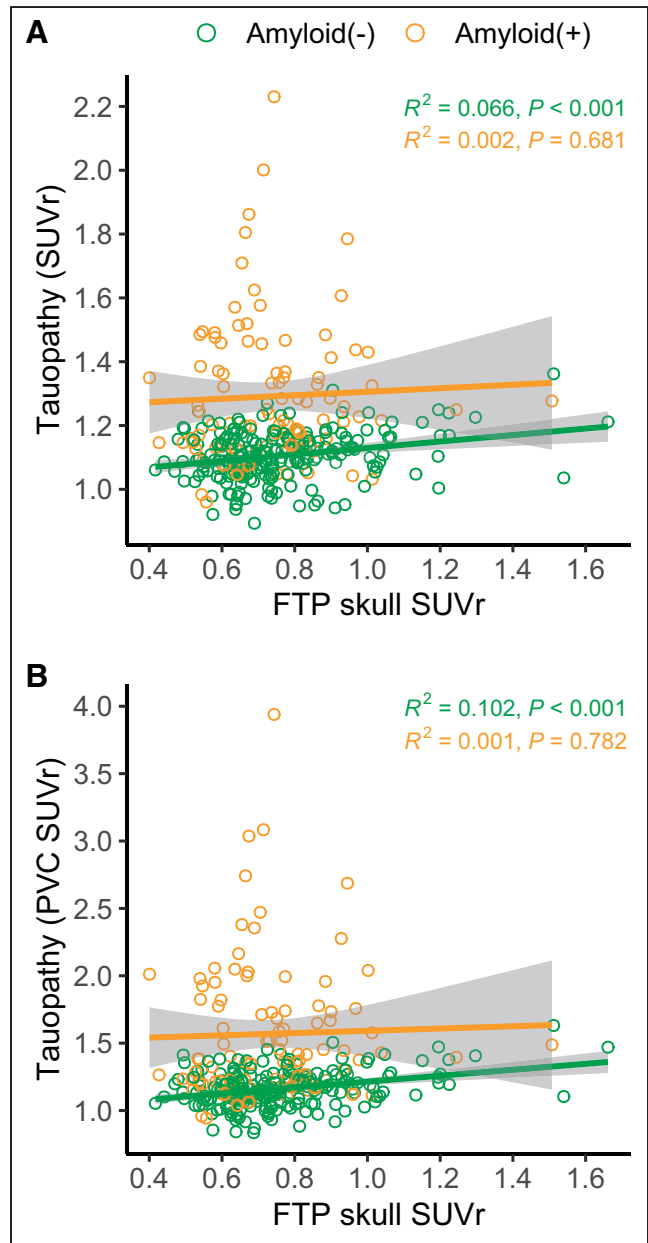 A
Amyloid(-) Amyloid(+)
R² = 0.066, P < 0.001
R² = 0.002, P = 0.681
Tauopathy (SUVr)
2.2
2.0
1.8
1.6
1.4
1.2
1.0
0.4 0.6 0.8 1.0 1.2 1.4 1.6
FTP skull SUVr
B
R² = 0.102, P < 0.001
R² = 0.001, P = 0.782
Tauopathy (PVC SUVr)
4.0
3.5
3.0
2.5
2.0
1.5
1.0
0.4 0.6 0.8 1.0 1.2 1.4 1.6
FTP skull SUVr